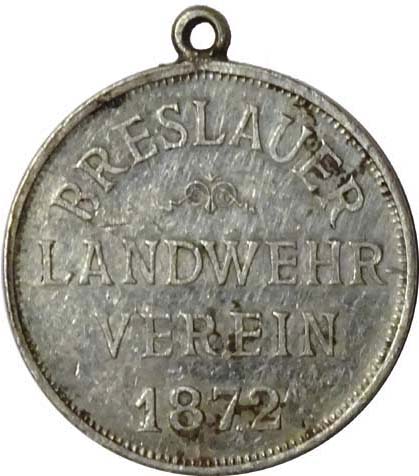 BRESLAUER
LANDWEHR
VEREIN
1872